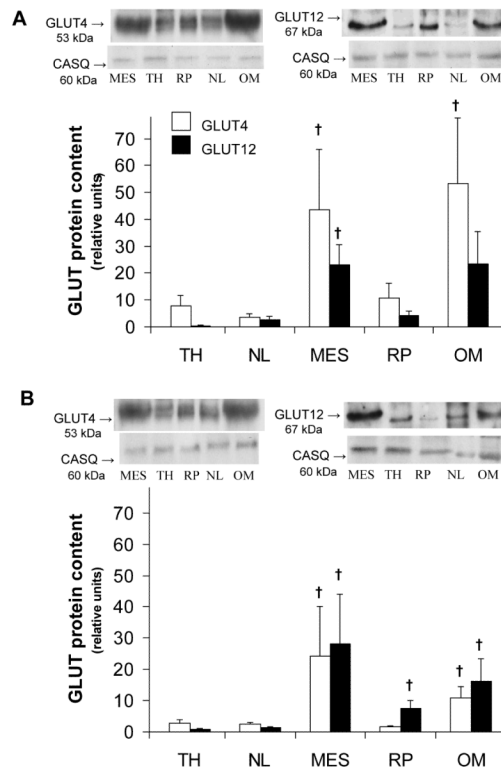 A
GLUT4 →
53 kDa
CASQ →
60 kDa
MES TH RP NL OM
GLUT12 →
67 kDa
CASQ →
60 kDa
MES TH RP NL OM
GLUT4
GLUT12
GLUT protein content
(relative units)
70
60
50
40
30
20
10
0
† † †
TH NL MES RP OM
B
GLUT4 →
53 kDa
CASQ →
60 kDa
MES TH RP NL OM
GLUT12 →
67 kDa
CASQ →
60 kDa
MES TH RP NL OM
GLUT protein content
(relative units)
70
60
50
40
30
20
10
0
† † † † †
TH NL MES RP OM